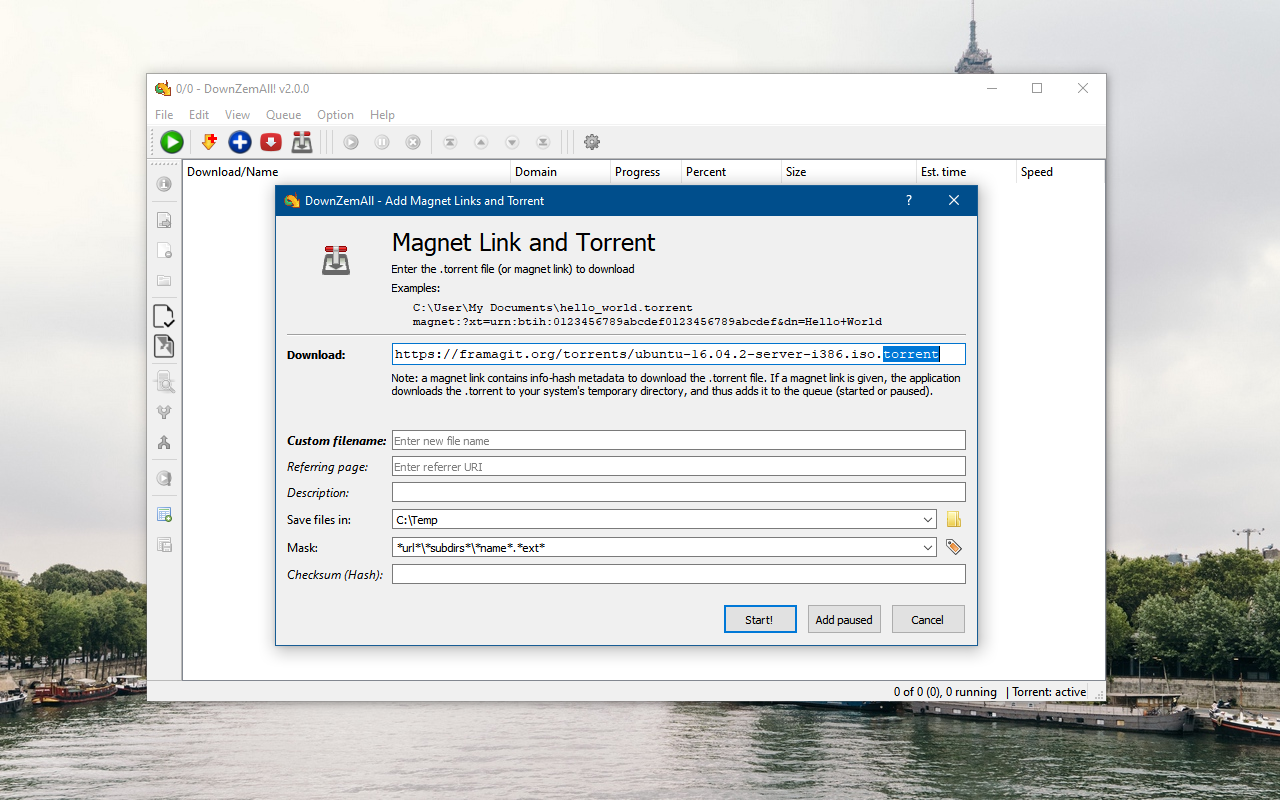 0/0 - DownZemAll! v2.0.0
File Edit View Queue Option Help
Download/Name Domain Progress Percent Size Est. time Speed
DownZemAll - Add Magnet Links and Torrent ?
Magnet Link and Torrent
Enter the .torrent file (or magnet link) to download
Examples:
C:\User\My Documents\hello_world.torrent
magnet:?xt=urn:btih:0123456789abcdef0123456789abcdef&dn=Hello+World
Download: https://framagit.org/torrents/ubuntu-16.04.2-server-i386.iso.torrent
Note: a magnet link contains info-hash metadata to download the .torrent file. If a magnet link is given, the application
downloads the .torrent to your system's temporary directory, and thus adds it to the queue (started or paused).
Custom filename: Enter new file name
Referring page: Enter referrer URI
Description:
Save files in: C:\Temp
Mask: *url*\*subdirs*\*name*.*ext*
Checksum (Hash):
Start! Add paused Cancel
0 of 0 (0), 0 running | Torrent: active